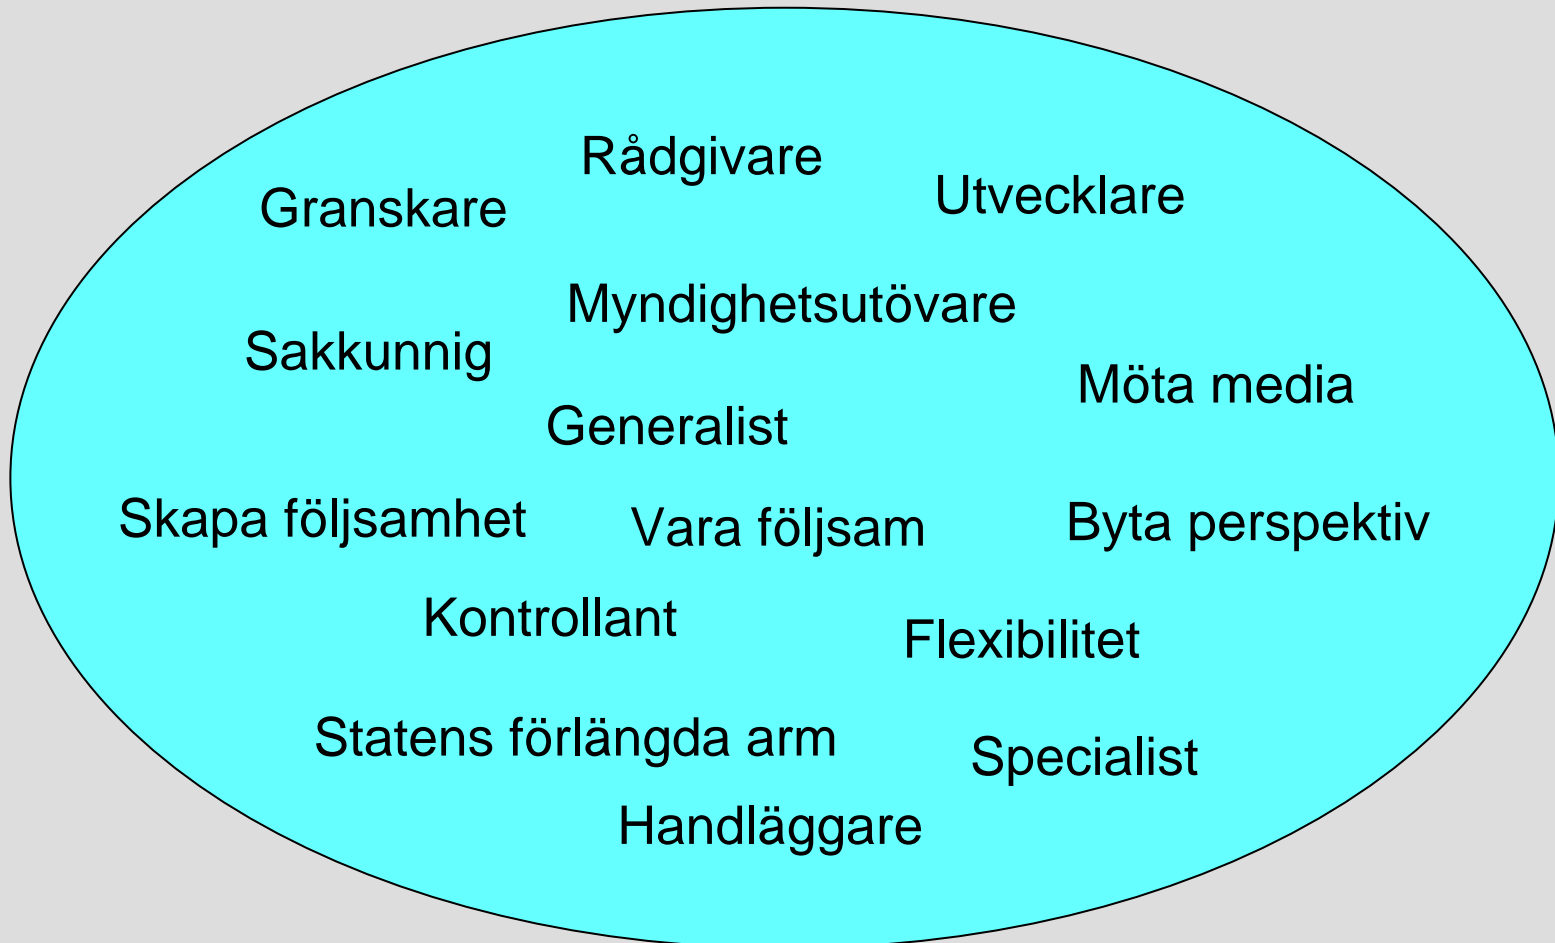 Rådgivare
Utvecklare
Granskare
Myndighetsutövare
Sakkunnig
Möta media
Generalist
Skapa följsamhet
Vara följsam
Byta perspektiv
Kontrollant
Flexibilitet
Statens förlängda arm
Specialist
Handläggare